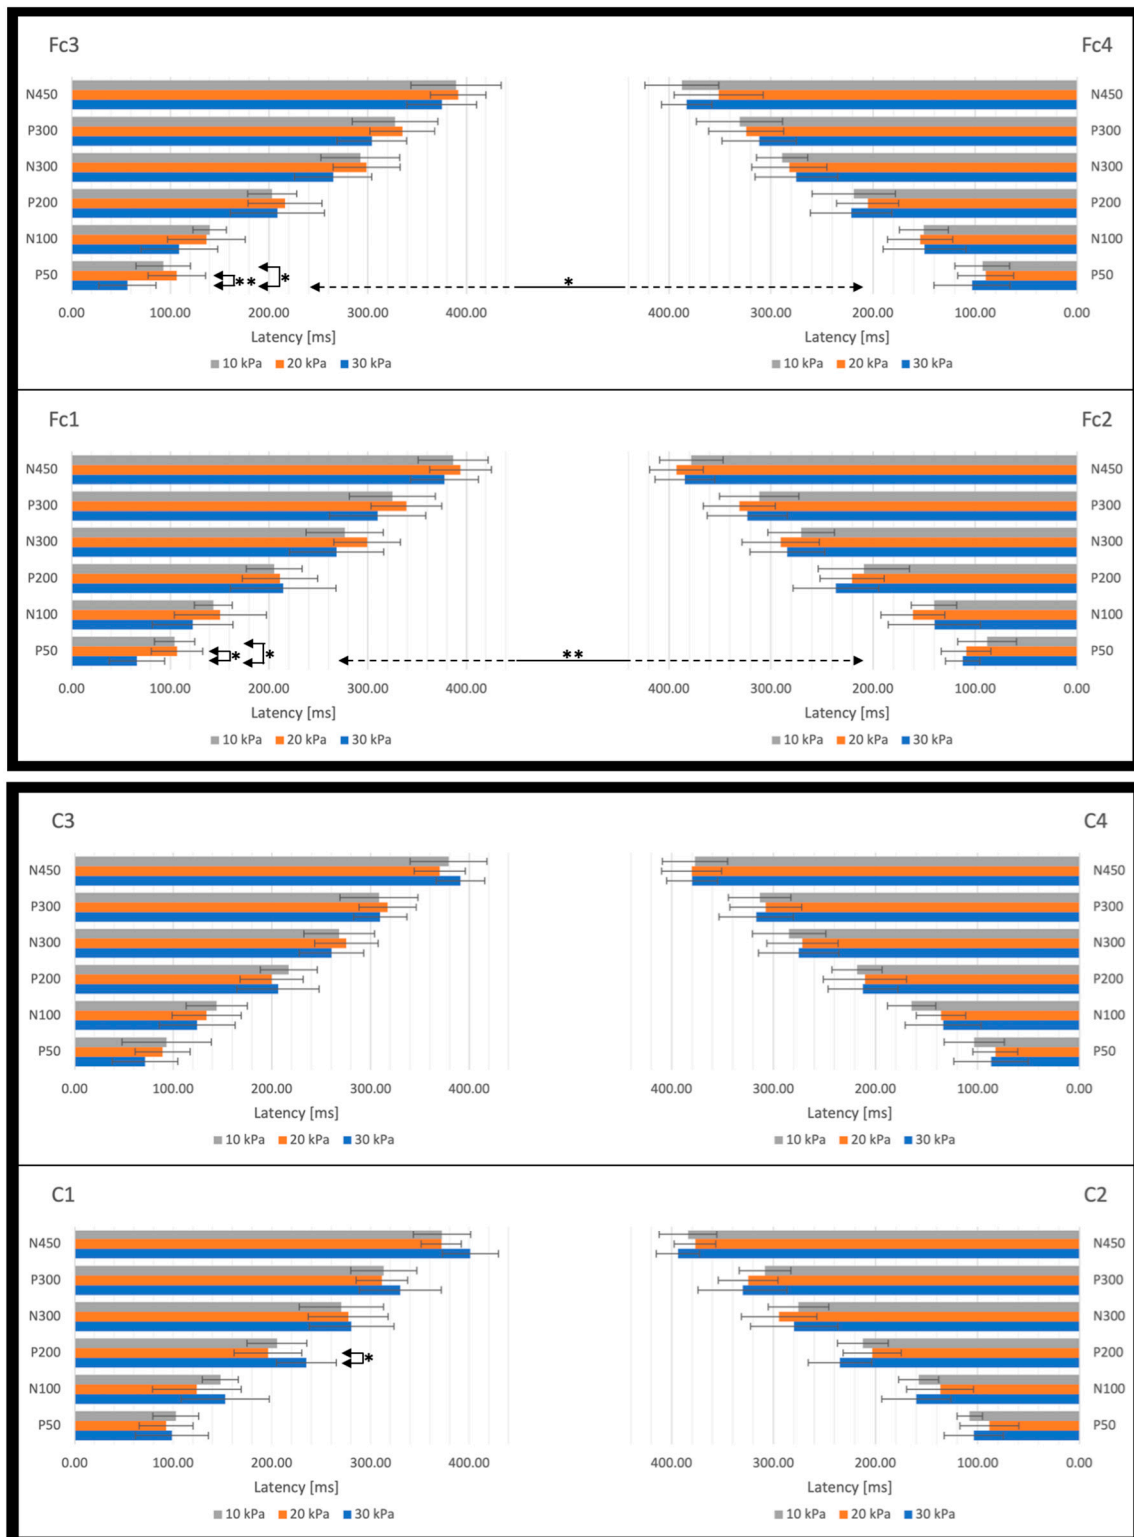 Fc3 Fc4
N450 N450
P300 P300
N300 N300
P200 P200
N100 N100
P50 ** * * P50
0.00 100.00 200.00 300.00 400.00 400.00 300.00 200.00 100.00 0.00
Latency [ms] Latency [ms]
10 kPa 20 kPa 30 kPa 10 kPa 20 kPa 30 kPa
Fc1 Fc2
N450 N450
P300 P300
N300 N300
P200 P200
N100 N100
P50 * * ** P50
0.00 100.00 200.00 300.00 400.00 400.00 300.00 200.00 100.00 0.00
Latency [ms] Latency [ms]
10 kPa 20 kPa 30 kPa 10 kPa 20 kPa 30 kPa
C3 C4
N450 N450
P300 P300
N300 N300
P200 P200
N100 N100
P50 P50
0.00 100.00 200.00 300.00 400.00 400.00 300.00 200.00 100.00 0.00
Latency [ms] Latency [ms]
10 kPa 20 kPa 30 kPa 10 kPa 20 kPa 30 kPa
C1 C2
N450 N450
P300 P300
N300 N300
P200 * P200
N100 N100
P50 P50
0.00 100.00 200.00 300.00 400.00 400.00 300.00 200.00 100.00 0.00
Latency [ms] Latency [ms]
10 kPa 20 kPa 30 kPa 10 kPa 20 kPa 30 kPa